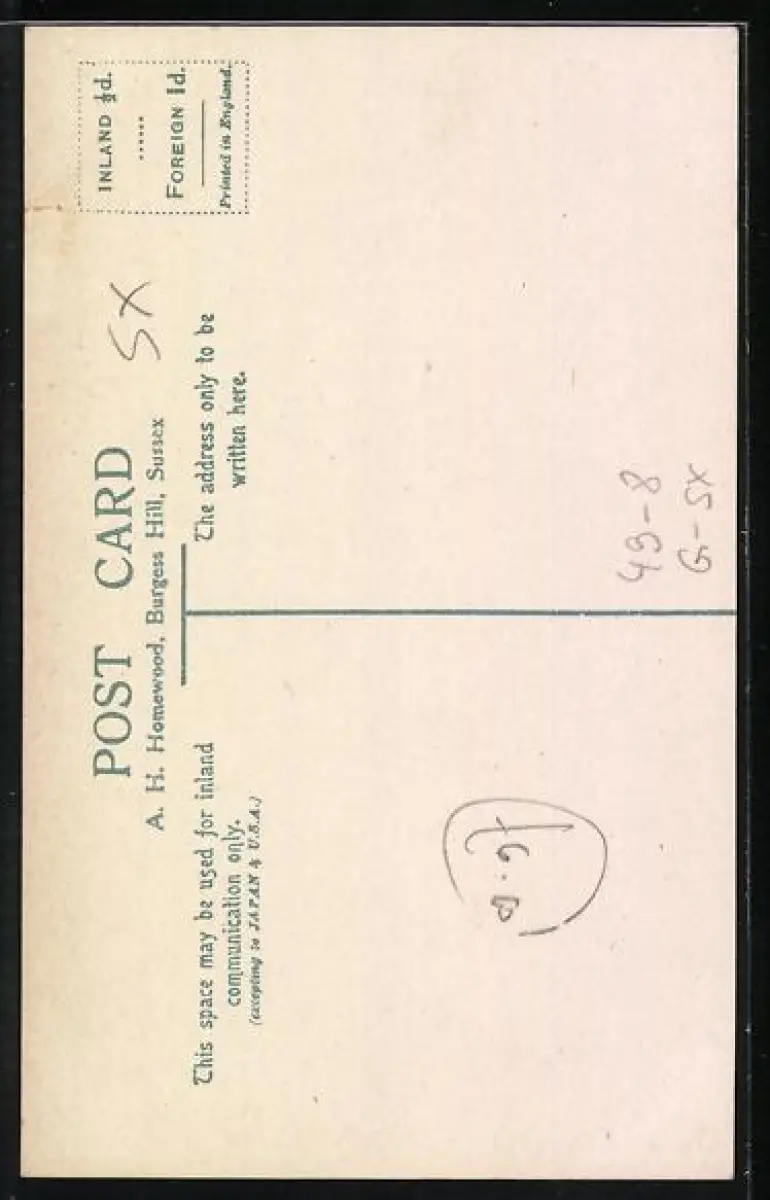 POST CARD
A. H. Homewood, Burgess Hill, Sussex
SX
INLAND ½d.
FOREIGN 1d.
Printed in England.
This space may be used for inland
communication only.
(excepting to JAPAN & U.S.A.)
The address only to be
written here.
49-8
G-SX